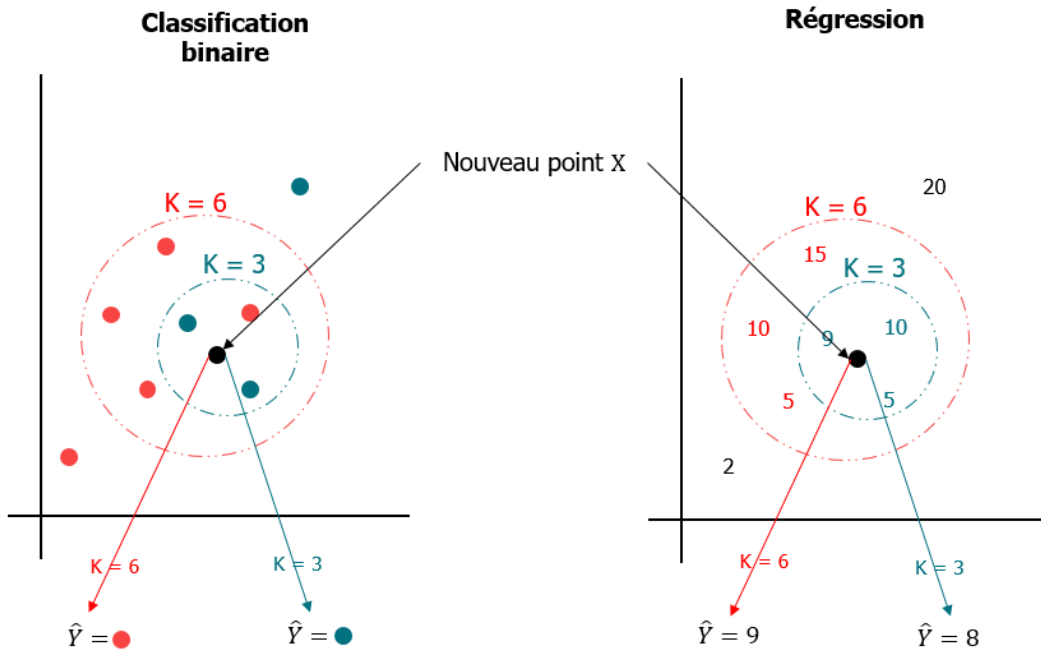 Classification
binaire
Régression
Nouveau point X
K = 6
K = 3
K = 6
K = 3
Ŷ =
Ŷ =
20
K = 6
15
K = 3
10
9
10
5
5
2
K = 6
K = 3
Ŷ = 9
Ŷ = 8